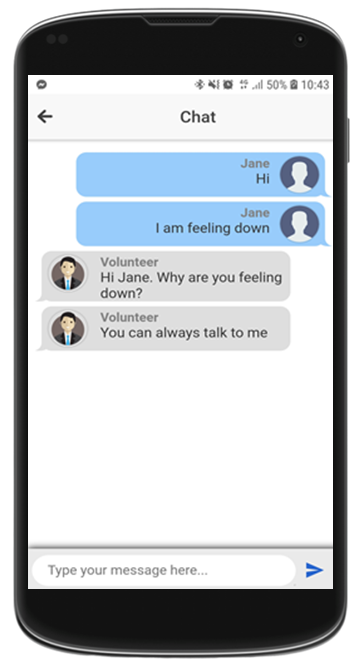 50% 10:43
Chat
Jane
Hi
Jane
I am feeling down
Volunteer
Hi Jane. Why are you feeling
down?
Volunteer
You can always talk to me
Type your message here...